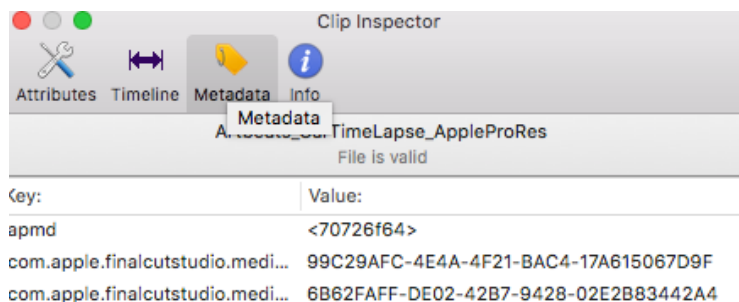 Clip Inspector
Attributes Timeline Metadata Info
Metadata
TimeLapse_AppleProRes
File is valid
Key: Value:
apmd <70726f64>
com.apple.finalcutstudio.medi... 99C29AFC-4E4A-4F21-BAC4-17A615067D9F
com.apple.finalcutstudio.medi... 6B62FAFF-DE02-42B7-9428-02E2B83442A4